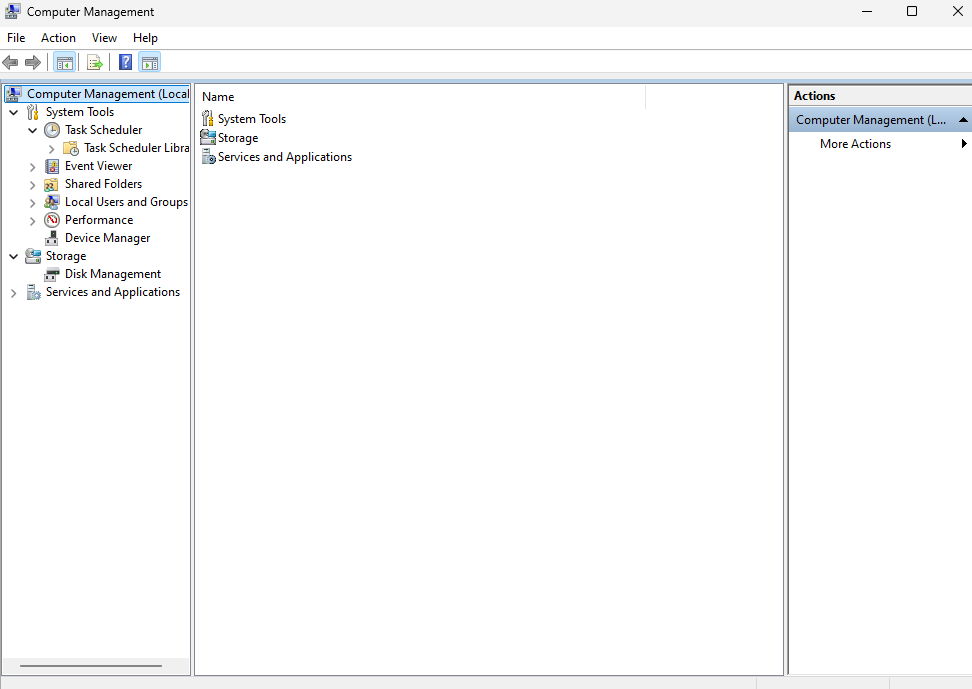 Computer Management
File Action View Help
Computer Management (Local
System Tools
Task Scheduler
Task Scheduler Libra
Event Viewer
Shared Folders
Local Users and Groups
Performance
Device Manager
Storage
Disk Management
Services and Applications
Name
System Tools
Storage
Services and Applications
Actions
Computer Management (L...
More Actions